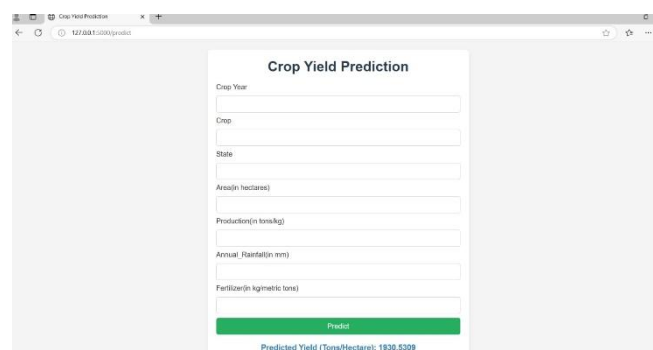 Crop Yield Prediction
127.0.0.1:5000/predict
Crop Yield Prediction
Crop Year
Crop
State
Area(in hectares)
Production(in tons/kg)
Annual_Rainfall(in mm)
Fertilizer(in kg/metric tons)
Predict
Predicted Yield (Tons/Hectare): 1930.5309